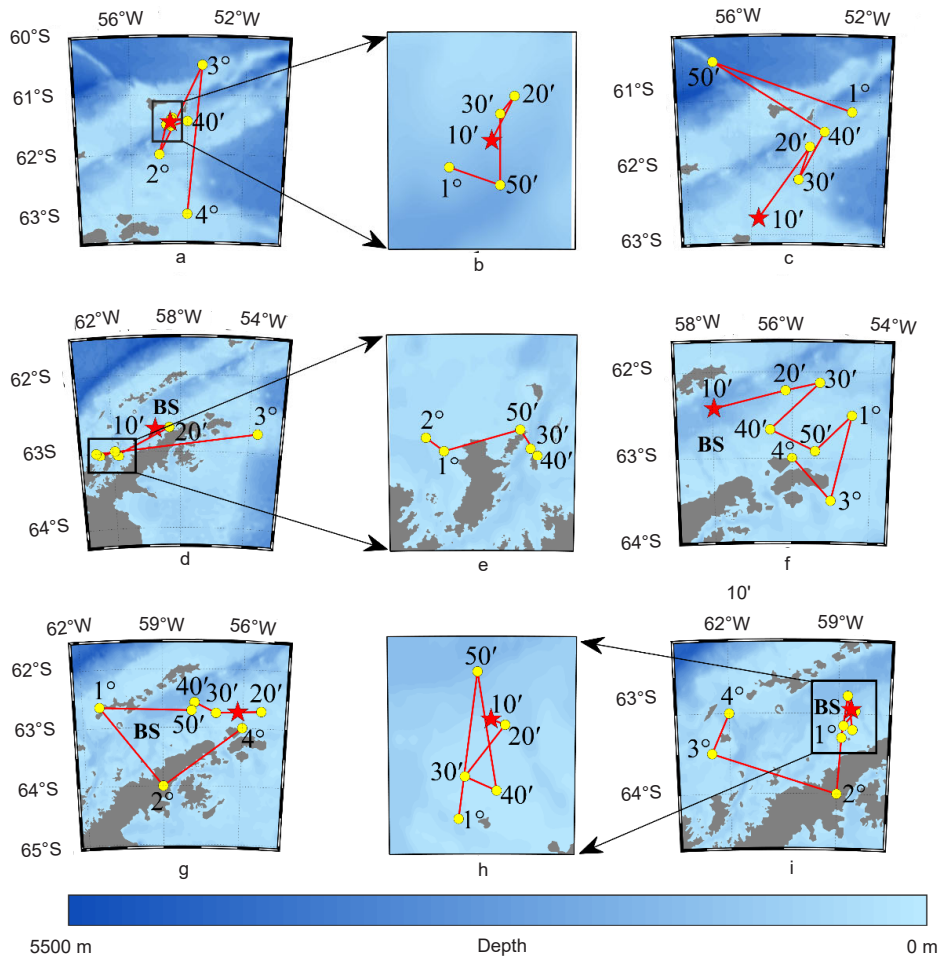 56°W 52°W
60°S
61°S
62°S
63°S
3°
40′
2°
4°
a
20′
30′
10′
1°
50′
b
56°W 52°W
61°S
62°S
63°S
50′
1°
40′
20′
30′
10′
c
62°W 58°W 54°W
62°S
63°S
64°S
BS
10′
20′
3°
d
2°
1°
50′
30′
40′
e
58°W 56°W 54°W
62°S
63°S
64°S
10′
20′
30′
1°
40′
BS
50′
4°
3°
f
62°W 59°W 56°W
62°S
63°S
64°S
65°S
1°
40′
30′
20′
BS
50′
4°
2°
g
50′
10′
20′
30′
40′
1°
h
10′
62°W 59°W
63°S
64°S
4°
BS
1°
3°
2°
i
5500 m Depth 0 m